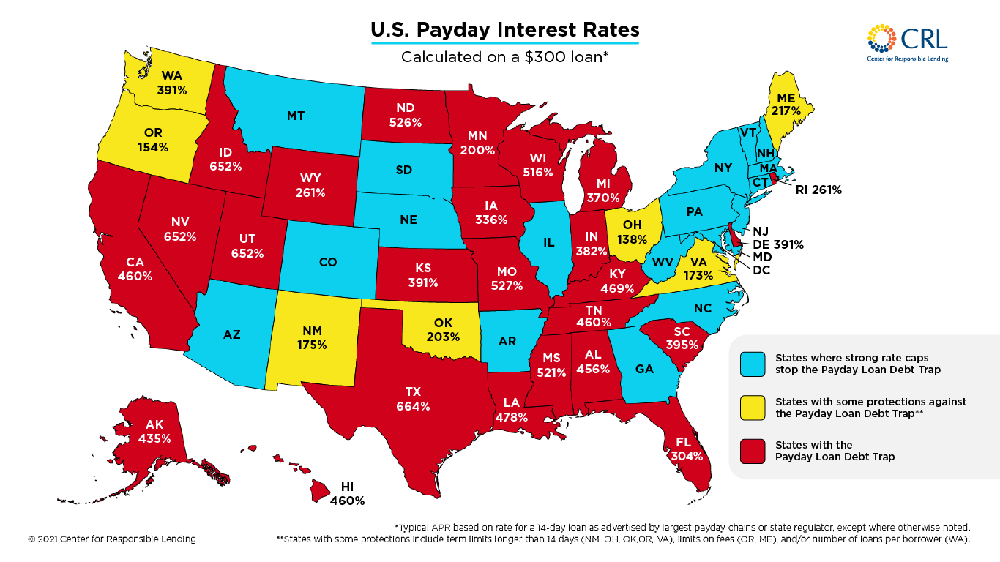 U.S. Payday Interest Rates
Calculated on a $300 loan*
CRL
Center for Responsible Lending
WA
391%
OR
154%
ID
652%
MT
ND
526%
MN
200%
WI
516%
MI
370%
ME
217%
VT
NH
NY
MA
CT
RI 261%
WY
261%
SD
NE
IA
336%
IL
IN
382%
OH
138%
PA
NJ
DE 391%
MD
DC
NV
652%
UT
652%
CA
460%
CO
KS
391%
MO
527%
KY
469%
WV
VA
173%
TN
460%
NC
SC
395%
AZ
NM
175%
OK
203%
AR
MS
521%
AL
456%
GA
TX
664%
LA
478%
FL
304%
AK
435%
HI
460%
States where strong rate caps
stop the Payday Loan Debt Trap
States with some protections against
the Payday Loan Debt Trap**
States with the
Payday Loan Debt Trap
*Typical APR based on rate for a 14-day loan as advertised by largest payday chains or state regulator, except where otherwise noted.
© 2021 Center for Responsible Lending
**States with some protections include term limits longer than 14 days (NM, OH, OK,OR, VA), limits on fees (OR, ME), and/or number of loans per borrower (WA).